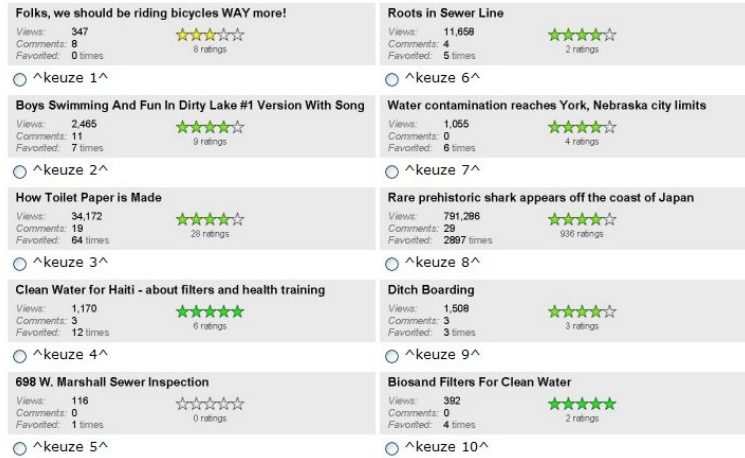 Folks, we should be riding bicycles WAY more!
Views: 347
Comments: 8
Favorited: 0 times
8 ratings
^keuze 1^
Boys Swimming And Fun In Dirty Lake #1 Version With Song
Views: 2,465
Comments: 11
Favorited: 7 times
9 ratings
^keuze 2^
How Toilet Paper is Made
Views: 34,172
Comments: 19
Favorited: 64 times
28 ratings
^keuze 3^
Clean Water for Haiti - about filters and health training
Views: 1,170
Comments: 3
Favorited: 12 times
6 ratings
^keuze 4^
698 W. Marshall Sewer Inspection
Views: 116
Comments: 0
Favorited: 1 times
0 ratings
^keuze 5^
Roots in Sewer Line
Views: 11,658
Comments: 4
Favorited: 5 times
2 ratings
^keuze 6^
Water contamination reaches York, Nebraska city limits
Views: 1,055
Comments: 0
Favorited: 6 times
4 ratings
^keuze 7^
Rare prehistoric shark appears off the coast of Japan
Views: 791,286
Comments: 29
Favorited: 2897 times
936 ratings
^keuze 8^
Ditch Boarding
Views: 1,508
Comments: 3
Favorited: 3 times
3 ratings
^keuze 9^
Biosand Filters For Clean Water
Views: 392
Comments: 0
Favorited: 4 times
2 ratings
^keuze 10^